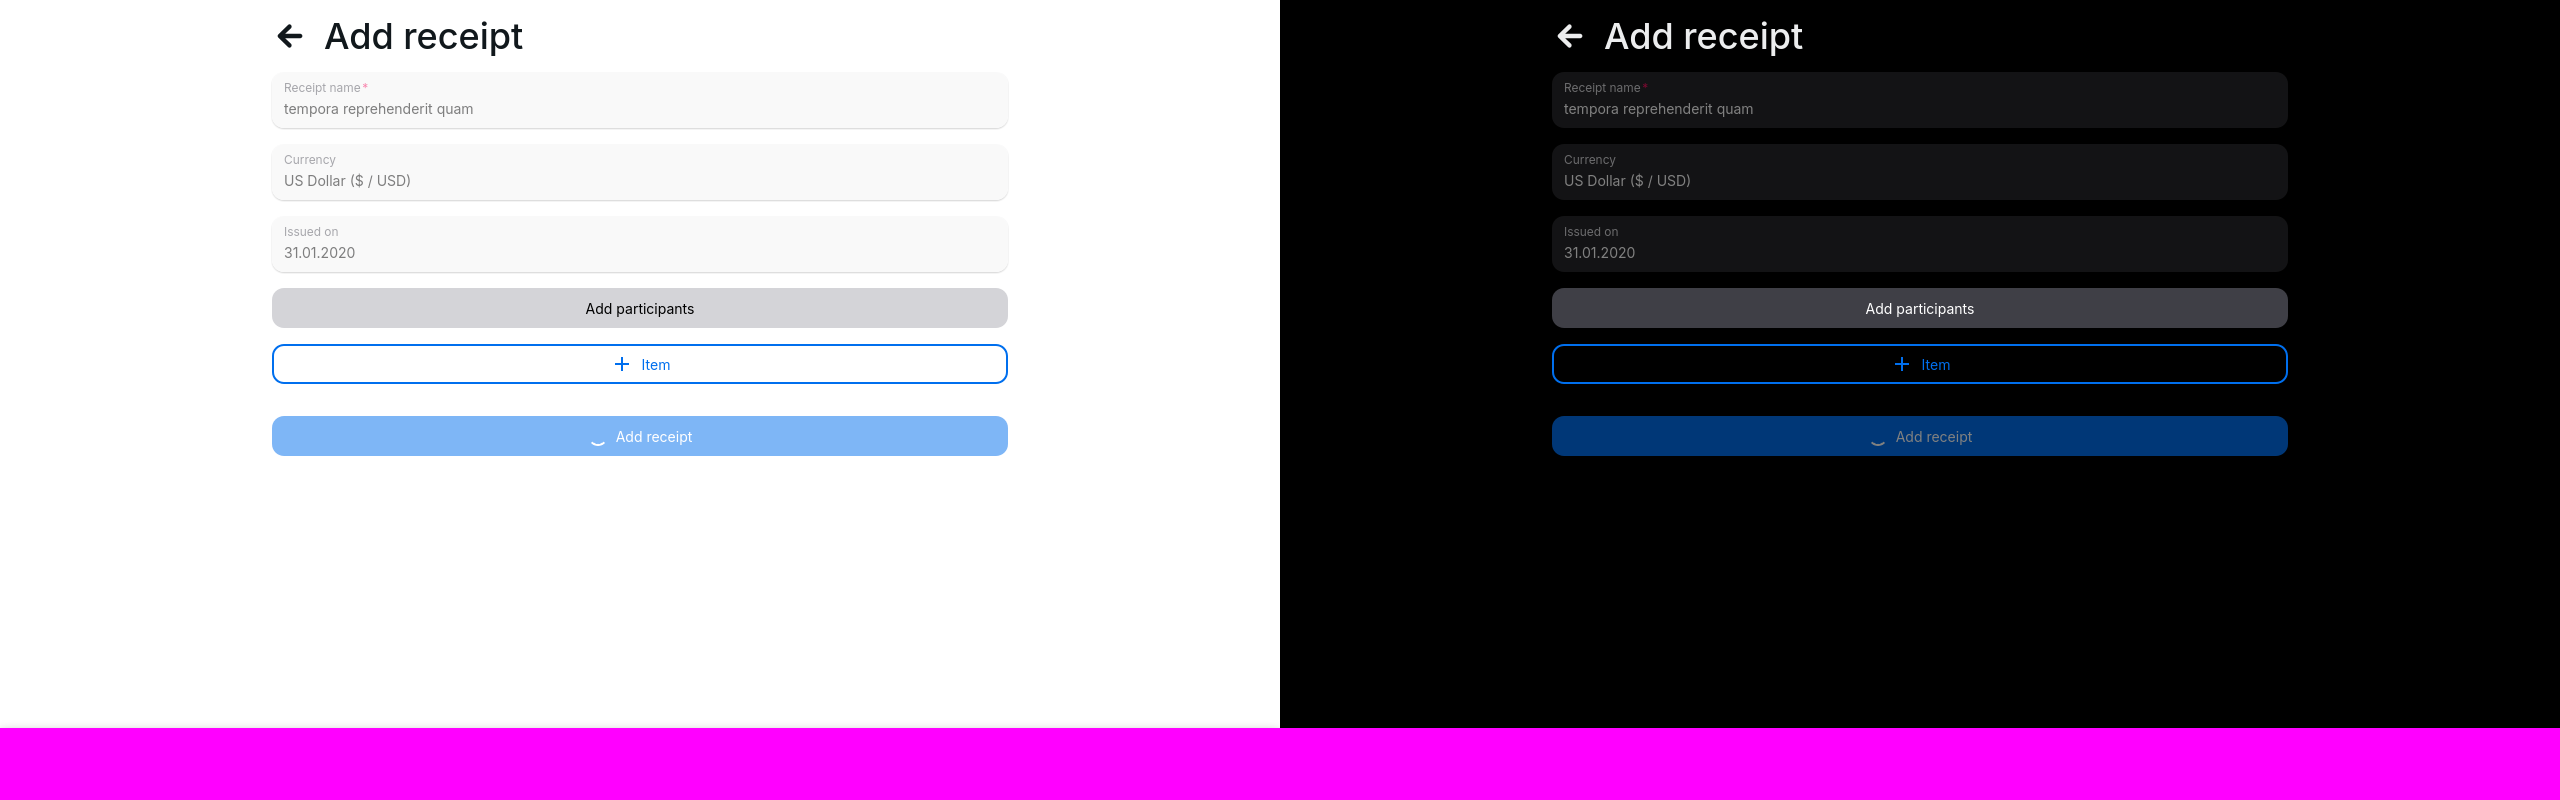 Add receipt
Receipt name*
tempora reprehenderit quam
Currency
US Dollar ($ / USD)
Issued on
31.01.2020
Add participants
Item
Add receipt
Add receipt
Receipt name*
tempora reprehenderit quam
Currency
US Dollar ($ / USD)
Issued on
31.01.2020
Add participants
Item
Add receipt